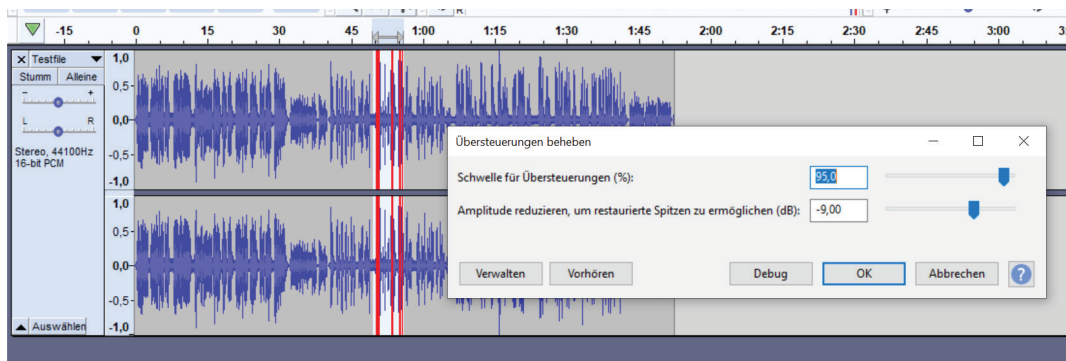 R
-15 0 15 30 45 1:00 1:15 1:30 1:45 2:00 2:15 2:30 2:45 3:00 3:
Testfile
Stumm Alleine
- +
L R
Stereo, 44100Hz
16-bit PCM
1,0
0,5
0,0
-0,5
-1,0
Übersteuerungen beheben
Schwelle für Übersteuerungen (%): 95,0
Amplitude reduzieren, um restaurierte Spitzen zu ermöglichen (dB): -9,00
Verwalten Vorhören Debug OK Abbrechen ?
1,0
0,5
0,0
-0,5
-1,0
Auswählen